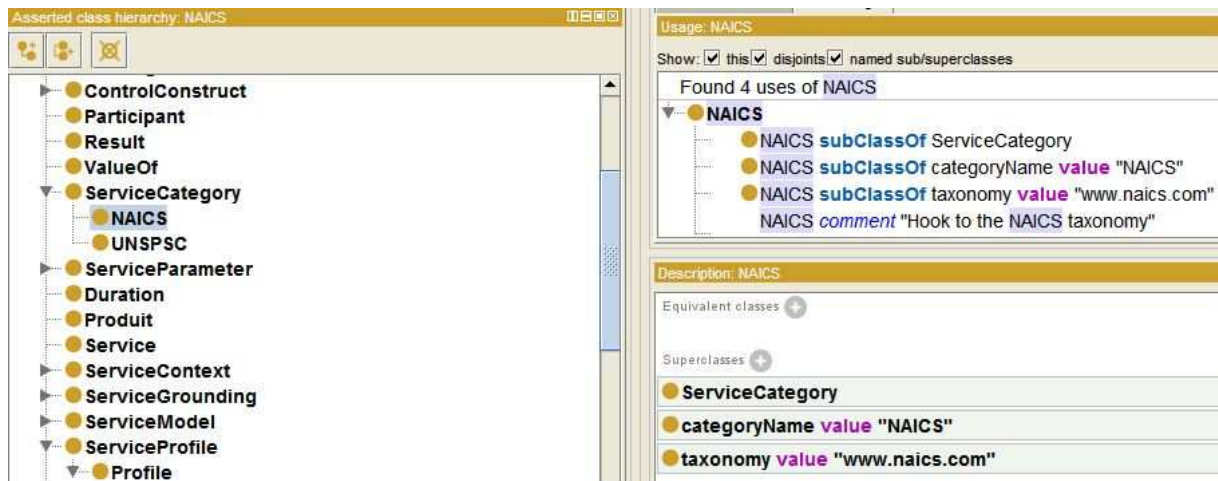 Asserted class hierarchy: NAICS
ControlConstruct
Participant
Result
ValueOf
ServiceCategory
NAICS
UNSPSC
ServiceParameter
Duration
Produit
Service
ServiceContext
ServiceGrounding
ServiceModel
ServiceProfile
Profile
Usage: NAICS
Show: this disjoints named sub/superclasses
Found 4 uses of NAICS
NAICS
NAICS subClassOf ServiceCategory
NAICS subClassOf categoryName value "NAICS"
NAICS subClassOf taxonomy value "www.naics.com"
NAICS comment "Hook to the NAICS taxonomy"
Description: NAICS
Equivalent classes
Superclasses
ServiceCategory
categoryName value "NAICS"
taxonomy value "www.naics.com"